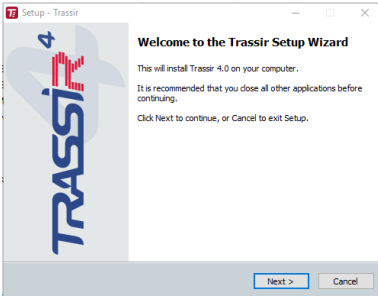 Setup - Trassir
Welcome to the Trassir Setup Wizard
This will install Trassir 4.0 on your computer.
It is recommended that you close all other applications before
continuing.
Click Next to continue, or Cancel to exit Setup.
TRASSIR 4
Next >
Cancel